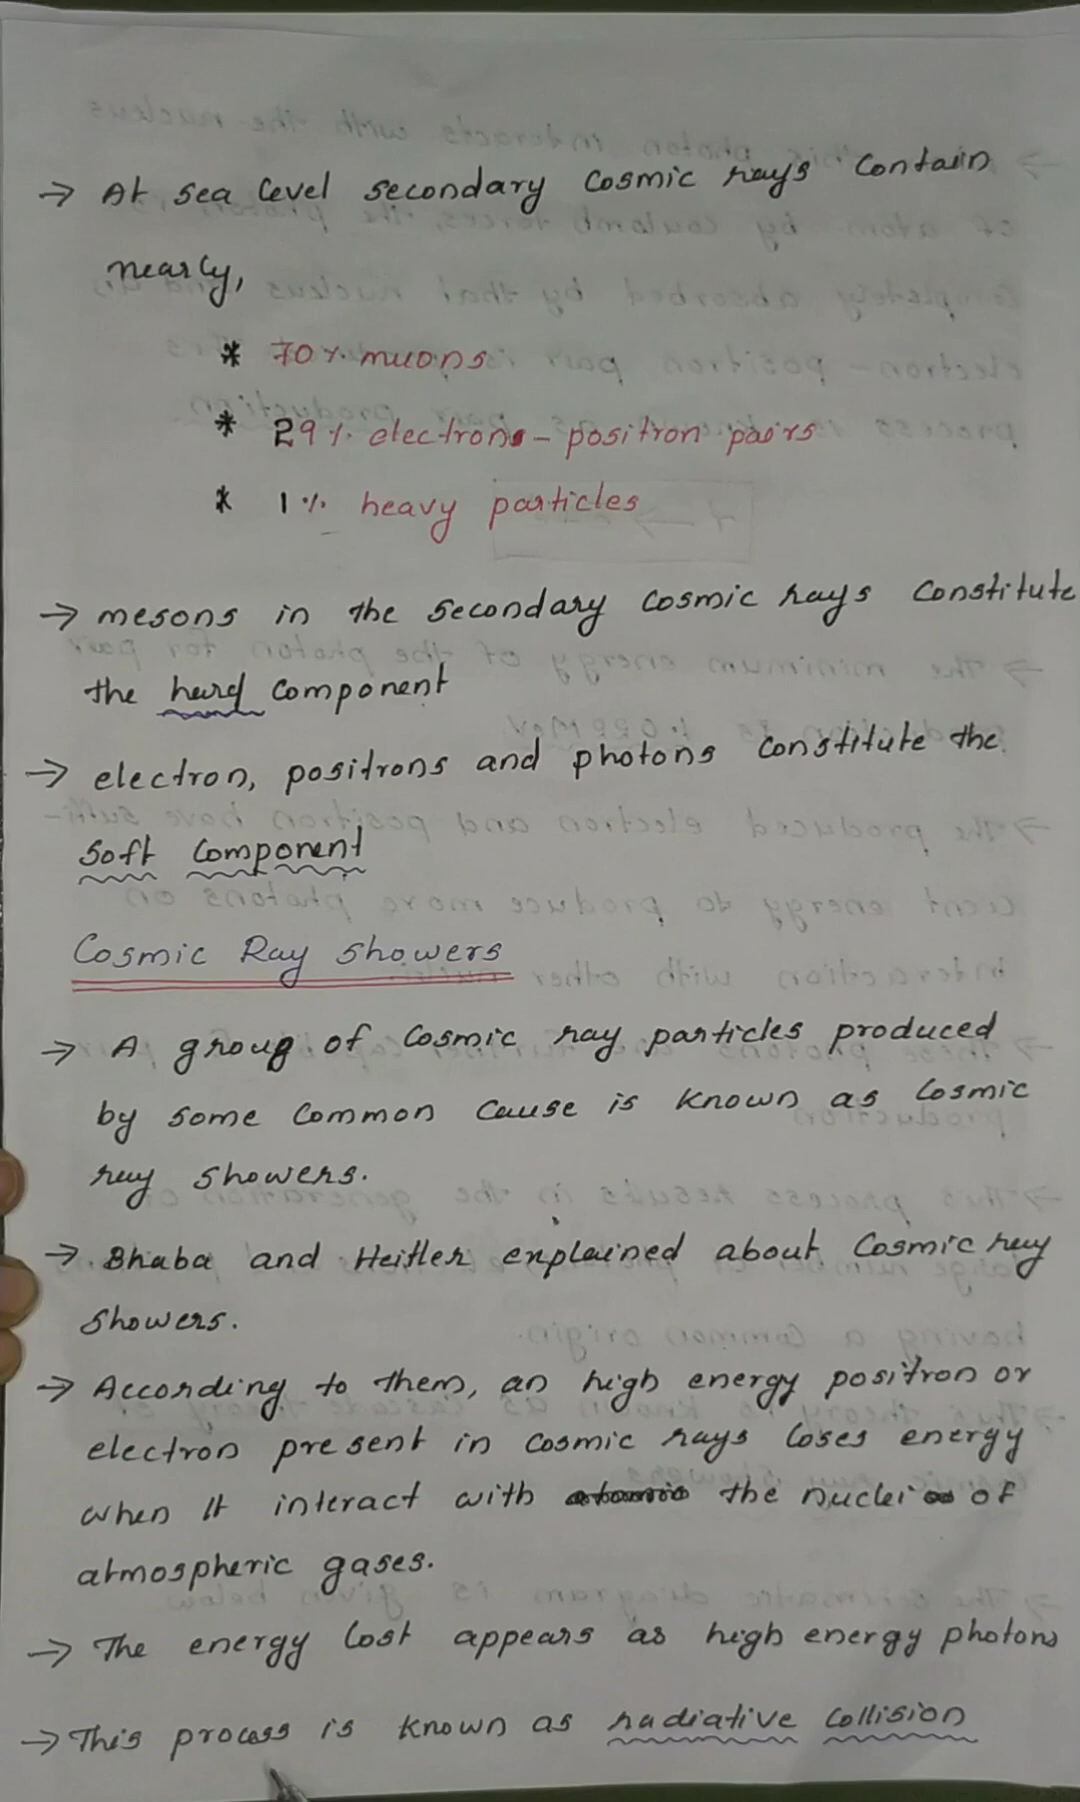 → At sea level secondary cosmic rays contain
nearly,
* 70% muons
* 29% electrons - positron pairs
* 1% heavy particles
→ mesons in the secondary cosmic rays constitute
the hard component
→ electron, positrons and photons constitute the
soft component
Cosmic Ray Showers
→ A group of cosmic ray particles produced
by some common cause is known as cosmic
ray showers.
→ Bhaba and Heitler explained about cosmic ray
showers.
→ According to them, an high energy positron or
electron present in cosmic rays loses energy
when it interact with the nuclei of
atmospheric gases.
→ The energy lost appears as high energy photons
→ This process is known as radiative collision